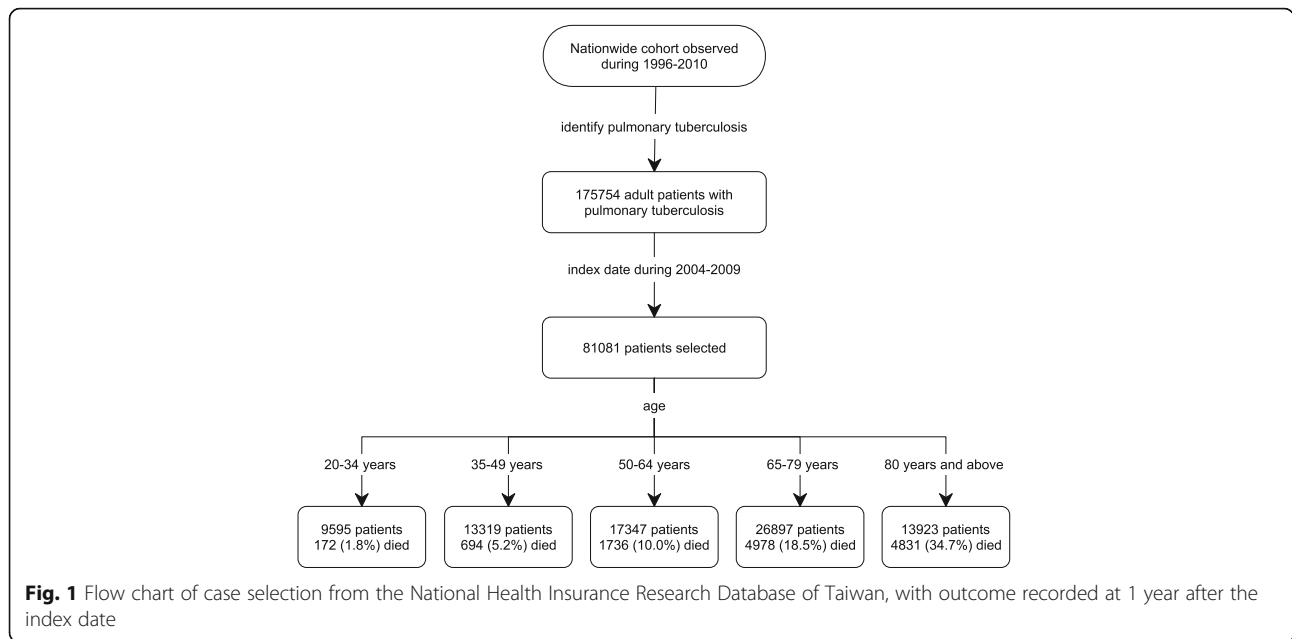 Nationwide cohort observed
during 1996-2010
identify pulmonary tuberculosis
175754 adult patients with
pulmonary tuberculosis
index date during 2004-2009
81081 patients selected
age
20-34 years
35-49 years
50-64 years
65-79 years
80 years and above
9595 patients
172 (1.8%) died
13319 patients
694 (5.2%) died
17347 patients
1736 (10.0%) died
26897 patients
4978 (18.5%) died
13923 patients
4831 (34.7%) died
Fig. 1 Flow chart of case selection from the National Health Insurance Research Database of Taiwan, with outcome recorded at 1 year after the
index date